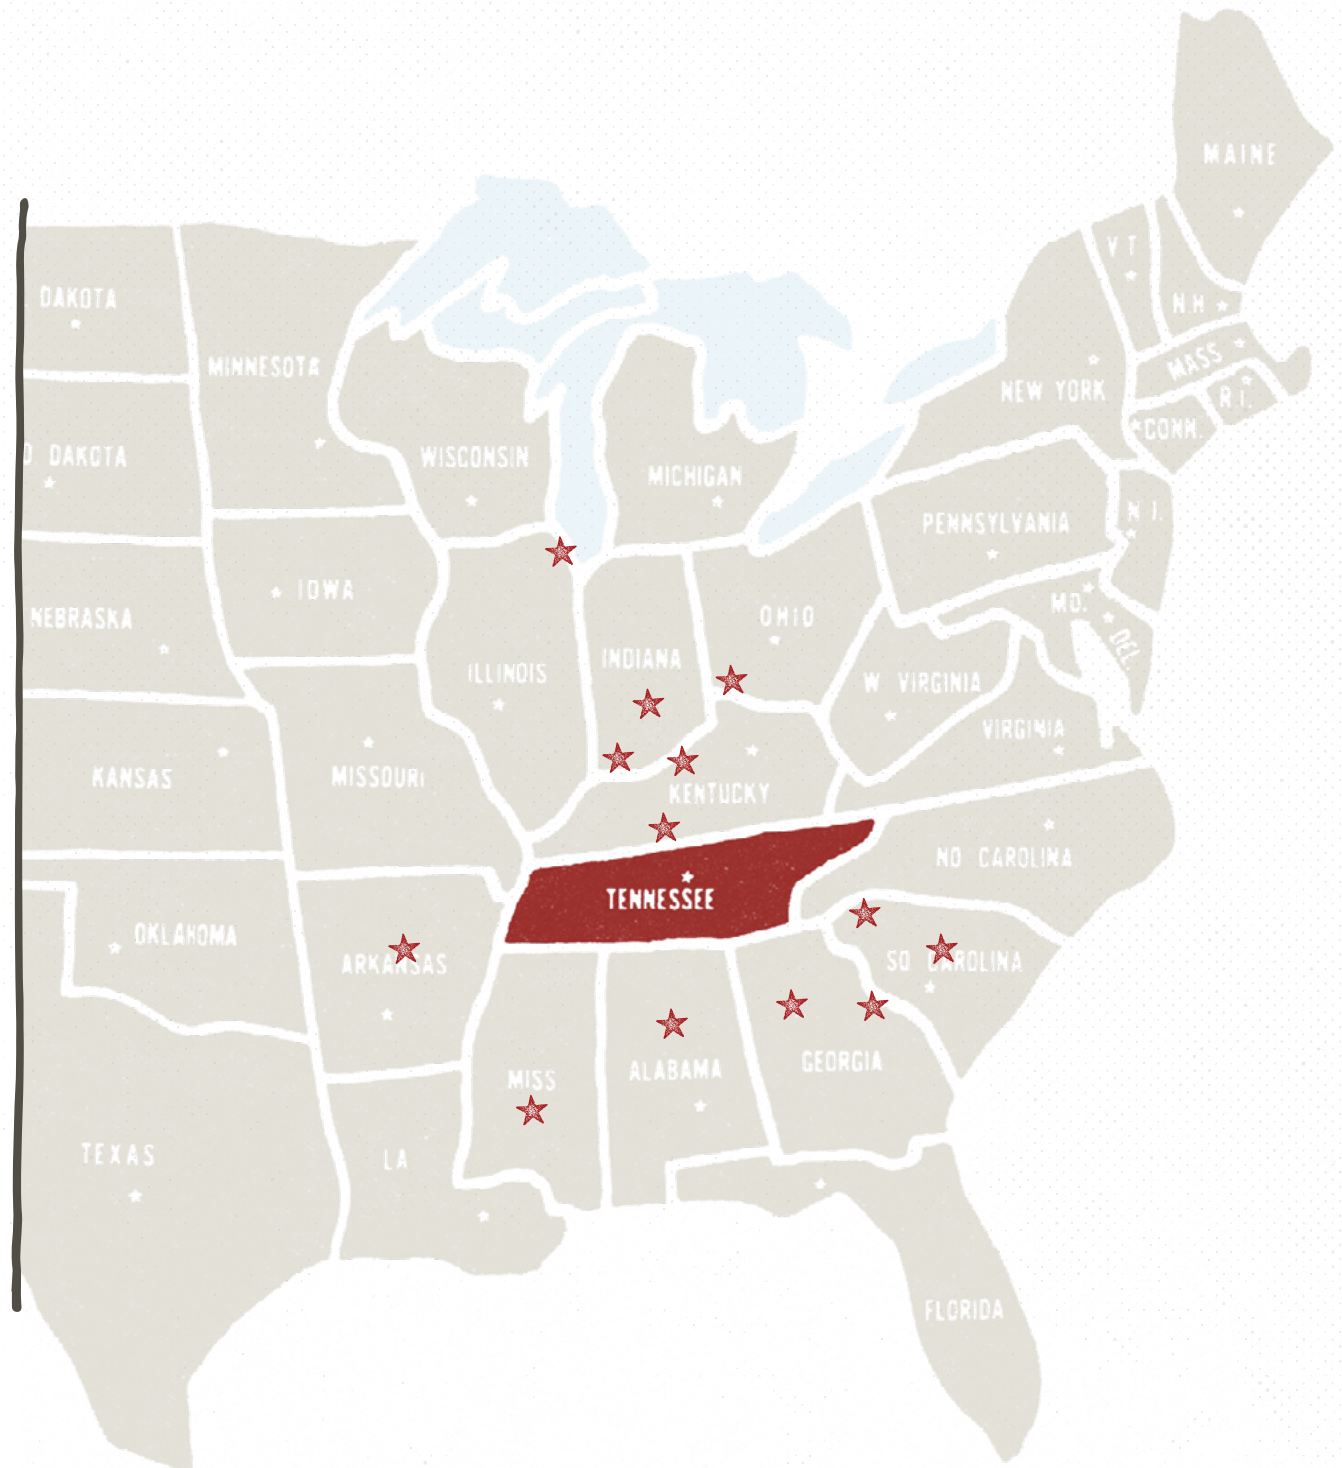 MAINE
VT
DAKOTA
N.H
MINNESOTA
MASS
NEW YORK
R.I.
CONN.
O DAKOTA
WISCONSIN
MICHIGAN
PENNSYLVANIA
N.J.
IOWA
MD.
NEBRASKA
OHIO
DEL.
INDIANA
ILLINOIS
W VIRGINIA
VIRGINIA
KANSAS
MISSOURI
KENTUCKY
NO CAROLINA
TENNESSEE
OKLAHOMA
ARKANSAS
SO CAROLINA
GEORGIA
ALABAMA
MISS
TEXAS
LA
FLORIDA